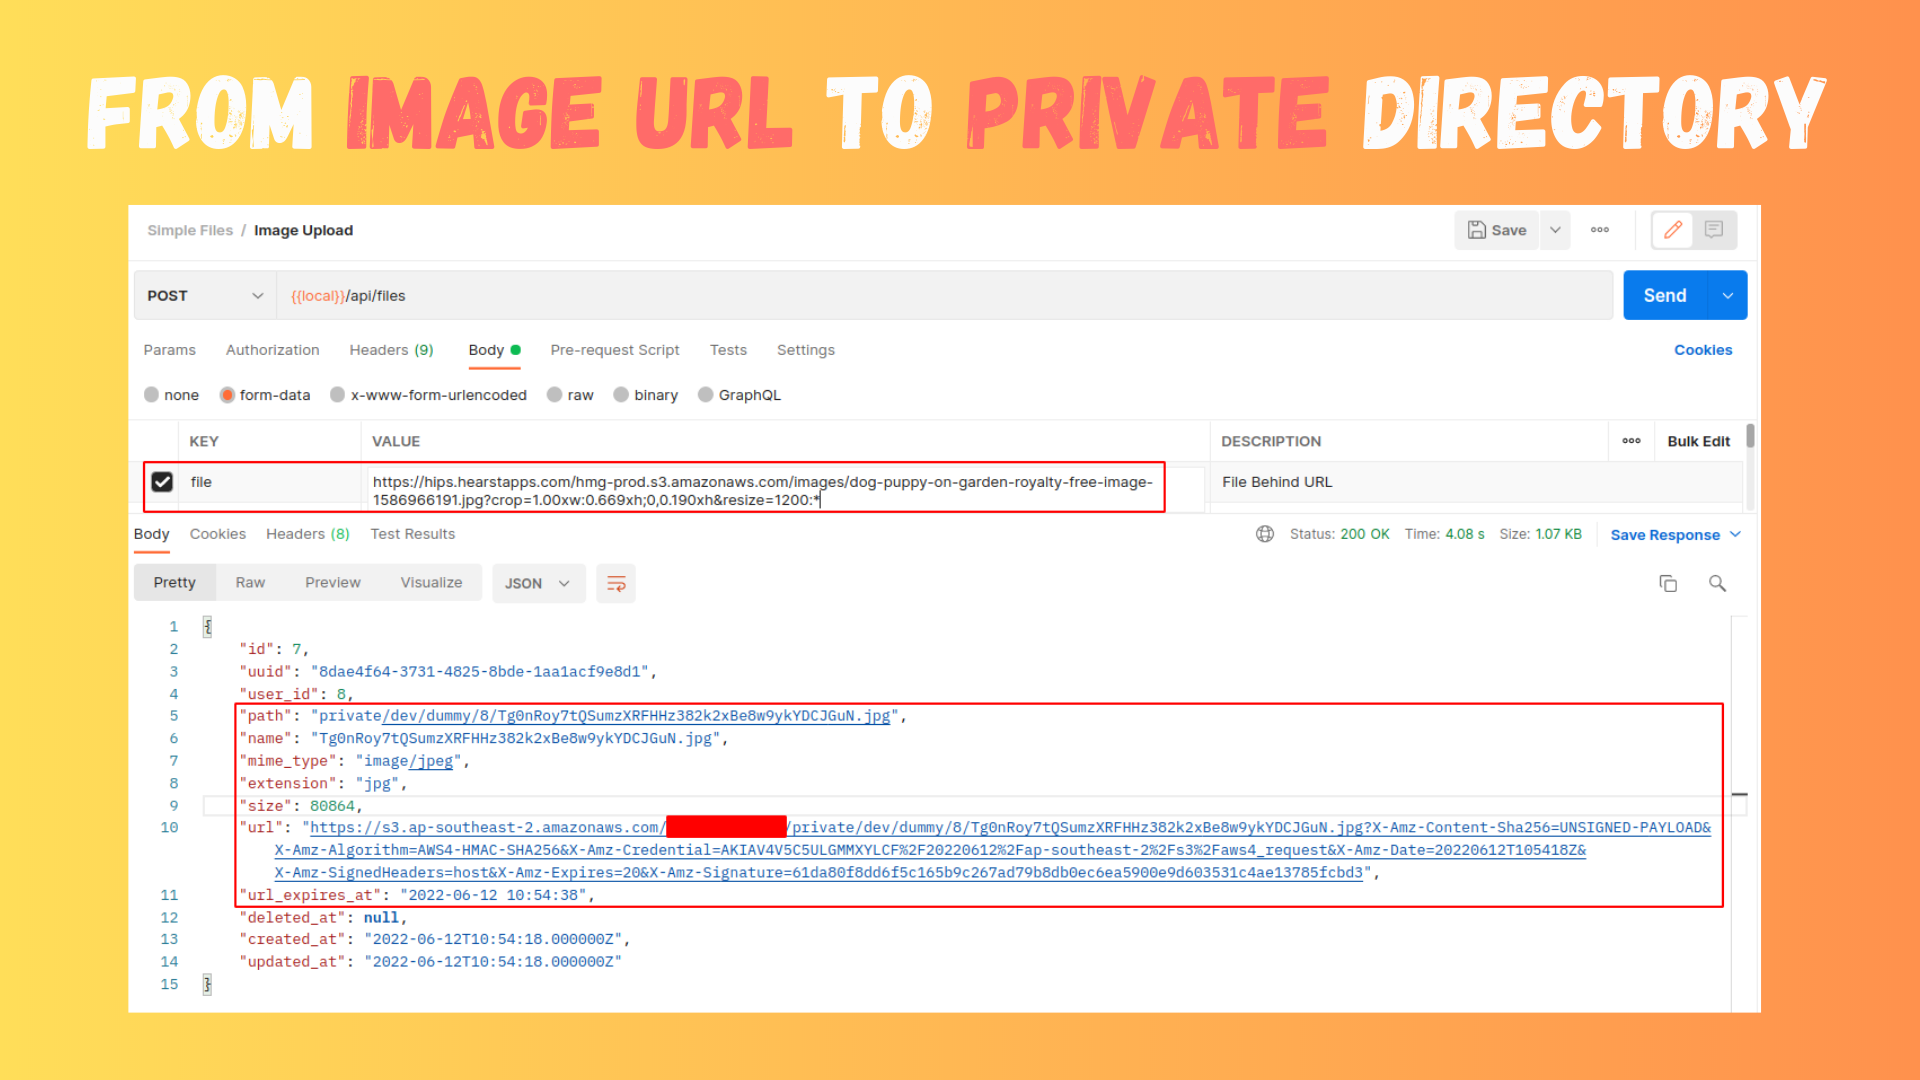 FROM IMAGE URL TO PRIVATE DIRECTORY
Simple Files / Image Upload
Save
POST
{{local}}/api/files
Send
Params Authorization Headers (9) Body Pre-request Script Tests Settings Cookies
none form-data x-www-form-urlencoded raw binary GraphQL
KEY VALUE DESCRIPTION Bulk Edit
file
https://hips.hearstapps.com/hmg-prod.s3.amazonaws.com/images/dog-puppy-on-garden-royalty-free-image-
1586966191.jpg?crop=1.00xw:0.669xh;0,0.190xh&resize=1200:*
File Behind URL
Body Cookies Headers (8) Test Results Status: 200 OK Time: 4.08 s Size: 1.07 KB Save Response
Pretty Raw Preview Visualize JSON
1 {
2 "id": 7,
3 "uuid": "8dae4f64-3731-4825-8bde-1aa1acf9e8d1",
4 "user_id": 8,
5 "path": "private/dev/dummy/8/Tg0nRoy7tQSumzXRFHHz382k2xBe8w9ykYDCJGuN.jpg",
6 "name": "Tg0nRoy7tQSumzXRFHHz382k2xBe8w9ykYDCJGuN.jpg",
7 "mime_type": "image/jpeg",
8 "extension": "jpg",
9 "size": 80864,
10 "url": "https://s3.ap-southeast-2.amazonaws.com/ /private/dev/dummy/8/Tg0nRoy7tQSumzXRFHHz382k2xBe8w9ykYDCJGuN.jpg?X-Amz-Content-Sha256=UNSIGNED-PAYLOAD&
X-Amz-Algorithm=AWS4-HMAC-SHA256&X-Amz-Credential=AKIAV4V5C5ULGMMXYLCF%2F20220612%2Fap-southeast-2%2Fs3%2Faws4_request&X-Amz-Date=20220612T105418Z&
X-Amz-SignedHeaders=host&X-Amz-Expires=20&X-Amz-Signature=61da80f8dd6f5c165b9c267ad79b8db0ec6ea5900e9d603531c4ae13785fcbd3",
11 "url_expires_at": "2022-06-12 10:54:38",
12 "deleted_at": null,
13 "created_at": "2022-06-12T10:54:18.000000Z",
14 "updated_at": "2022-06-12T10:54:18.000000Z"
15 }